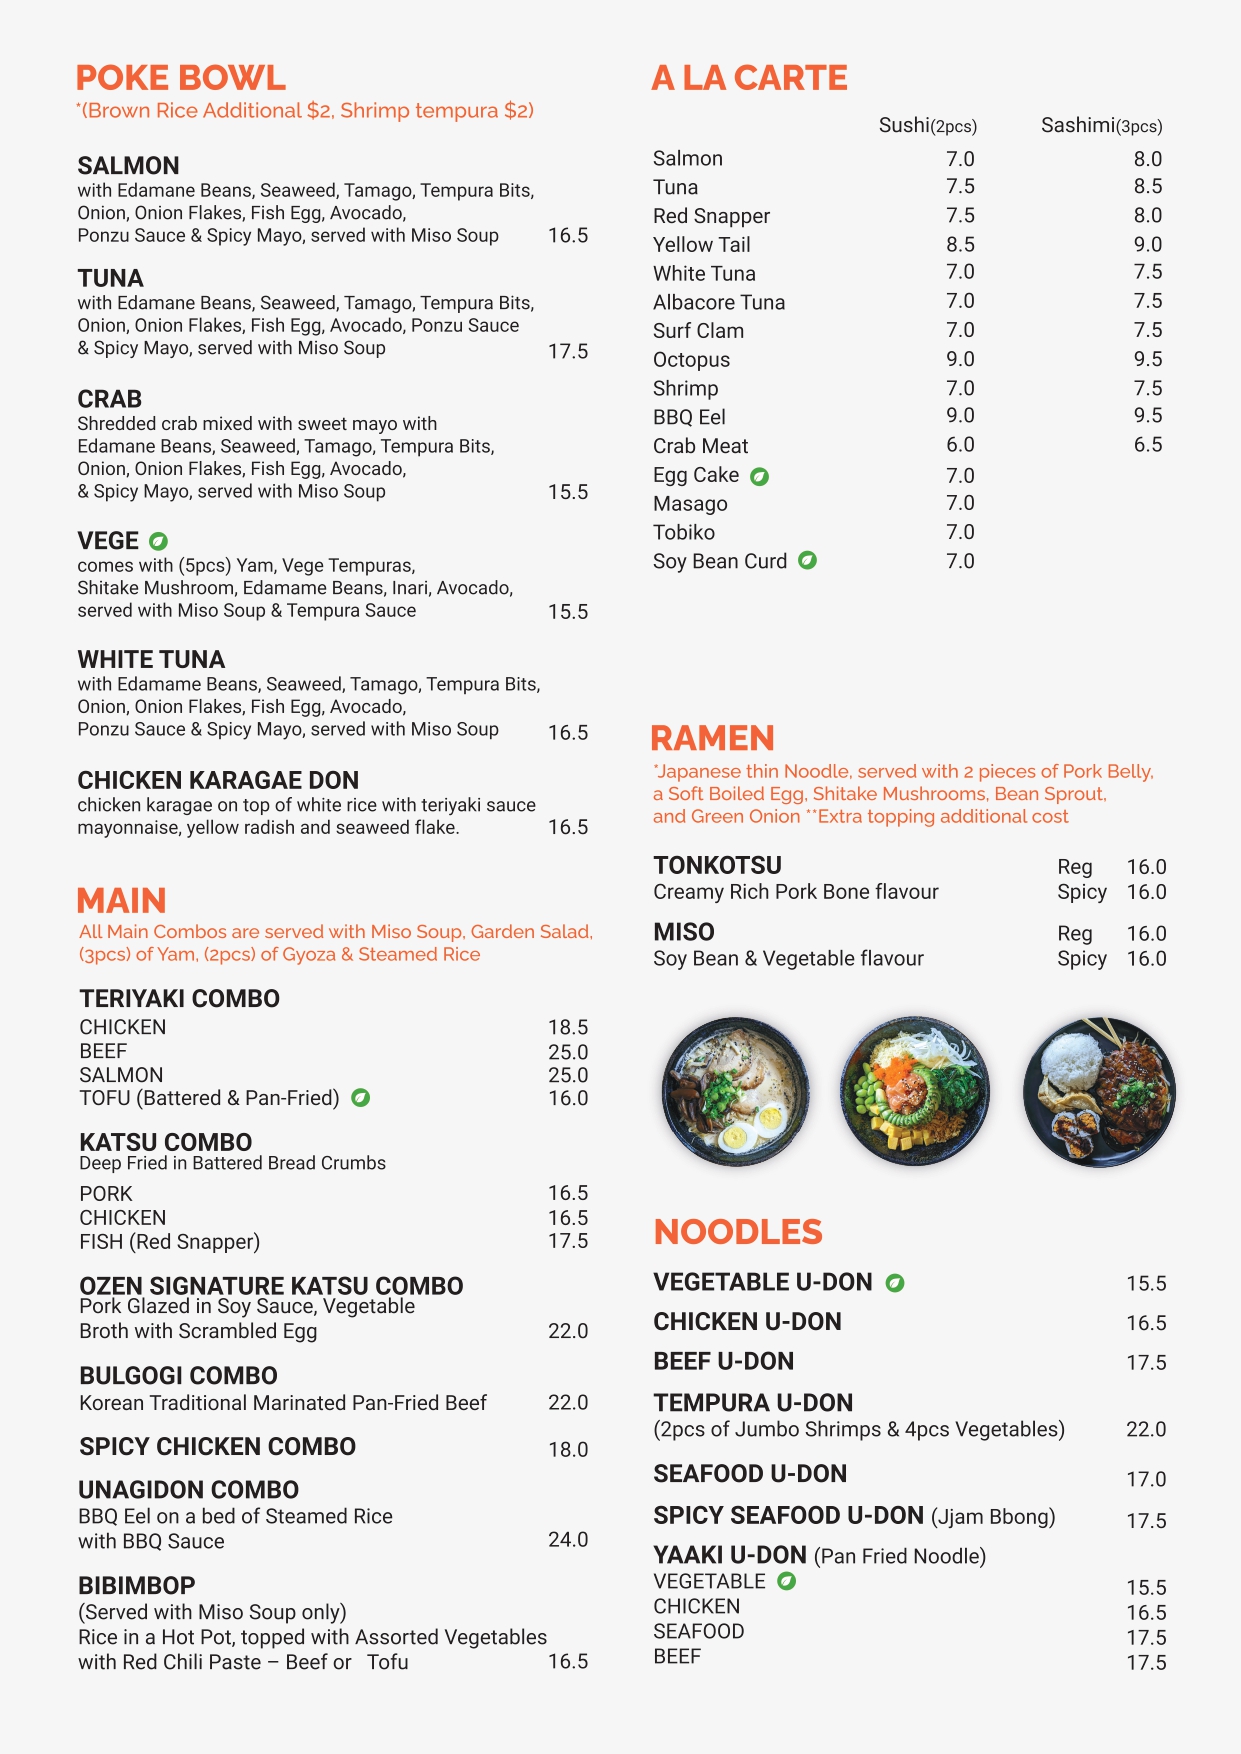 POKE BOWL
*(Brown Rice Additional $2, Shrimp tempura $2)
SALMON
with Edamane Beans, Seaweed, Tamago, Tempura Bits,
Onion, Onion Flakes, Fish Egg, Avocado,
Ponzu Sauce & Spicy Mayo, served with Miso Soup 16.5
TUNA
with Edamane Beans, Seaweed, Tamago, Tempura Bits,
Onion, Onion Flakes, Fish Egg, Avocado, Ponzu Sauce
& Spicy Mayo, served with Miso Soup 17.5
CRAB
Shredded crab mixed with sweet mayo with
Edamane Beans, Seaweed, Tamago, Tempura Bits,
Onion, Onion Flakes, Fish Egg, Avocado,
& Spicy Mayo, served with Miso Soup 15.5
VEGE
comes with (5pcs) Yam, Vege Tempuras,
Shitake Mushroom, Edamame Beans, Inari, Avocado,
served with Miso Soup & Tempura Sauce 15.5
WHITE TUNA
with Edamame Beans, Seaweed, Tamago, Tempura Bits,
Onion, Onion Flakes, Fish Egg, Avocado,
Ponzu Sauce & Spicy Mayo, served with Miso Soup 16.5
CHICKEN KARAGAE DON
chicken karagae on top of white rice with teriyaki sauce
mayonnaise, yellow radish and seaweed flake. 16.5
MAIN
All Main Combos are served with Miso Soup, Garden Salad,
(3pcs) of Yam, (2pcs) of Gyoza & Steamed Rice
TERIYAKI COMBO
CHICKEN 18.5
BEEF 25.0
SALMON 25.0
TOFU (Battered & Pan-Fried) 16.0
KATSU COMBO
Deep Fried in Battered Bread Crumbs
PORK 16.5
CHICKEN 16.5
FISH (Red Snapper) 17.5
OZEN SIGNATURE KATSU COMBO
Pork Glazed in Soy Sauce, Vegetable
Broth with Scrambled Egg 22.0
BULGOGI COMBO
Korean Traditional Marinated Pan-Fried Beef 22.0
SPICY CHICKEN COMBO 18.0
UNAGIDON COMBO
BBQ Eel on a bed of Steamed Rice
with BBQ Sauce 24.0
BIBIMBOP
(Served with Miso Soup only)
Rice in a Hot Pot, topped with Assorted Vegetables
with Red Chili Paste – Beef or Tofu 16.5
A LA CARTE
Sushi(2pcs) Sashimi(3pcs)
Salmon 7.0 8.0
Tuna 7.5 8.5
Red Snapper 7.5 8.0
Yellow Tail 8.5 9.0
White Tuna 7.0 7.5
Albacore Tuna 7.0 7.5
Surf Clam 7.0 7.5
Octopus 9.0 9.5
Shrimp 7.0 7.5
BBQ Eel 9.0 9.5
Crab Meat 6.0 6.5
Egg Cake 7.0
Masago 7.0
Tobiko 7.0
Soy Bean Curd 7.0
RAMEN
*Japanese thin Noodle, served with 2 pieces of Pork Belly,
a Soft Boiled Egg, Shitake Mushrooms, Bean Sprout,
and Green Onion **Extra topping additional cost
TONKOTSU Reg 16.0
Creamy Rich Pork Bone flavour Spicy 16.0
MISO Reg 16.0
Soy Bean & Vegetable flavour Spicy 16.0
NOODLES
VEGETABLE U-DON 15.5
CHICKEN U-DON 16.5
BEEF U-DON 17.5
TEMPURA U-DON
(2pcs of Jumbo Shrimps & 4pcs Vegetables) 22.0
SEAFOOD U-DON 17.0
SPICY SEAFOOD U-DON (Jjam Bbong) 17.5
YAAKI U-DON (Pan Fried Noodle)
VEGETABLE 15.5
CHICKEN 16.5
SEAFOOD 17.5
BEEF 17.5